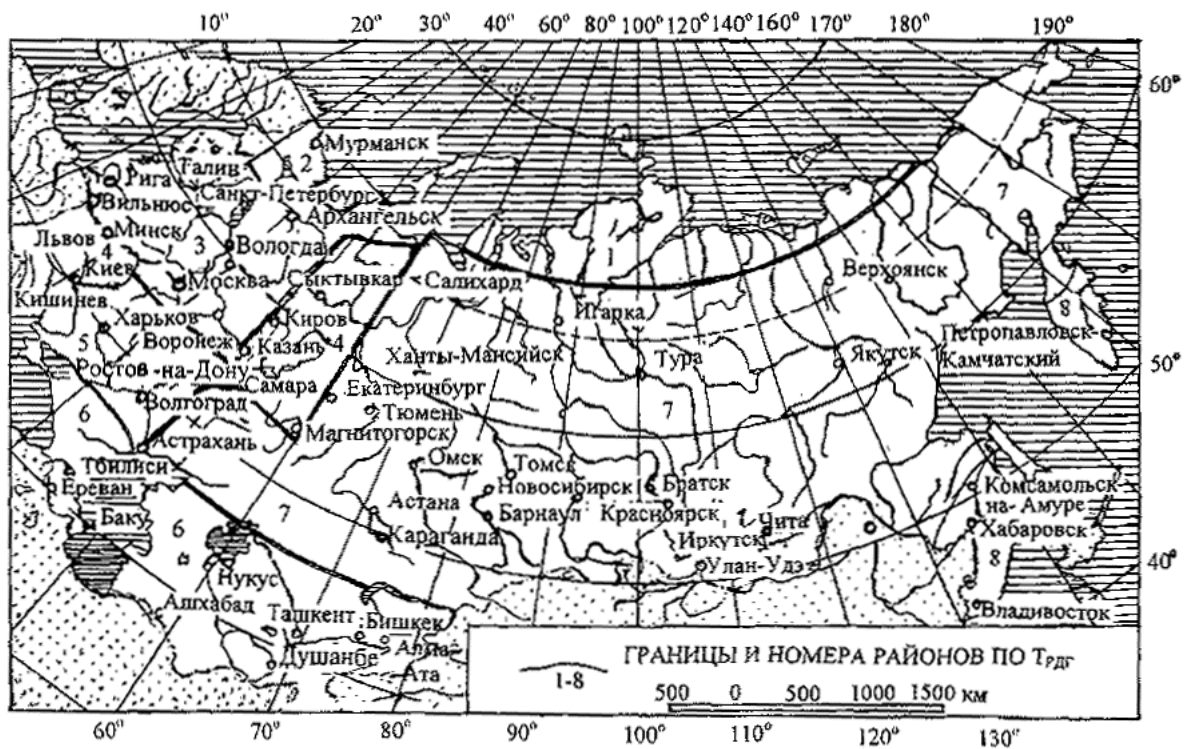 10° 20° 30° 40° 60° 80° 100° 120° 140° 160° 170° 180° 190°
60°
Мурманск
2
Талин
Рига
Санкт-Петербург
Вильнюс
Архангельск
7
Минск
Львов
4
3
Вологда
1
Киев
Москва
Сыктывкар
Салихард
Верхоянск
Кишинев
Игарка
8
Харьков
Киров
Воройеж
Казань
4
Петропавловск-
Камчатский
5
Ханты-Мансийск
Тура
Якутск
50°
Ростов-на-Дону
Самара
Екатеринбург
Волгоград
Тюмень
7
6
Магнитогорск
Астрахань
Омск
Томск
Тбилиси
Новосибирск
Братск
Комсамольск
на-Амуре
Ереван
Астана
Барнаул
Красноярск
Чита
Баку
6
7
Караганда
Иркутск
Хабаровск
Улан-Удэ
8
40°
Нукус
Ашхабад
Ташкент
Бишкек
Владивосток
Душанбе
Алма-
Ата
ГРАНИЦЫ И НОМЕРА РАЙОНОВ ПО ТРДГ
1-8
500 0 500 1000 1500 км
60° 70° 80° 90° 100° 110° 120° 130°